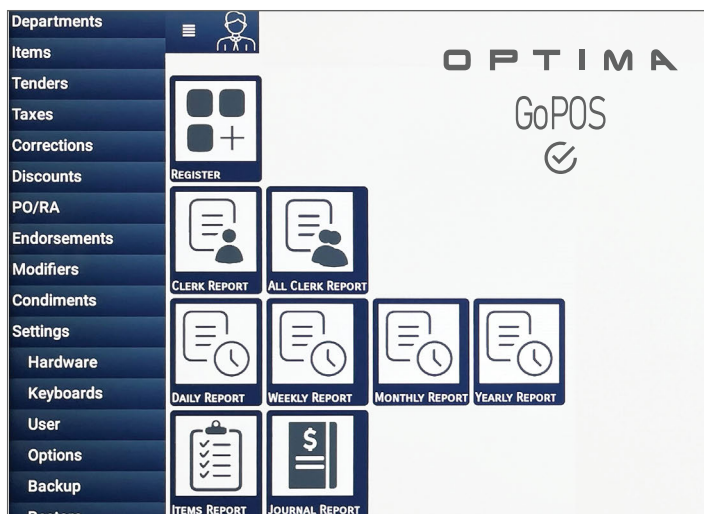 Departments
Items
Tenders
Taxes
Corrections
Discounts
PO/RA
Endorsements
Modifiers
Condiments
Settings
Hardware
Keyboards
User
Options
Backup
OPTIMA
GoPOS
REGISTER
CLERK REPORT ALL CLERK REPORT
DAILY REPORT WEEKLY REPORT MONTHLY REPORT YEARLY REPORT
$
ITEMS REPORT JOURNAL REPORT